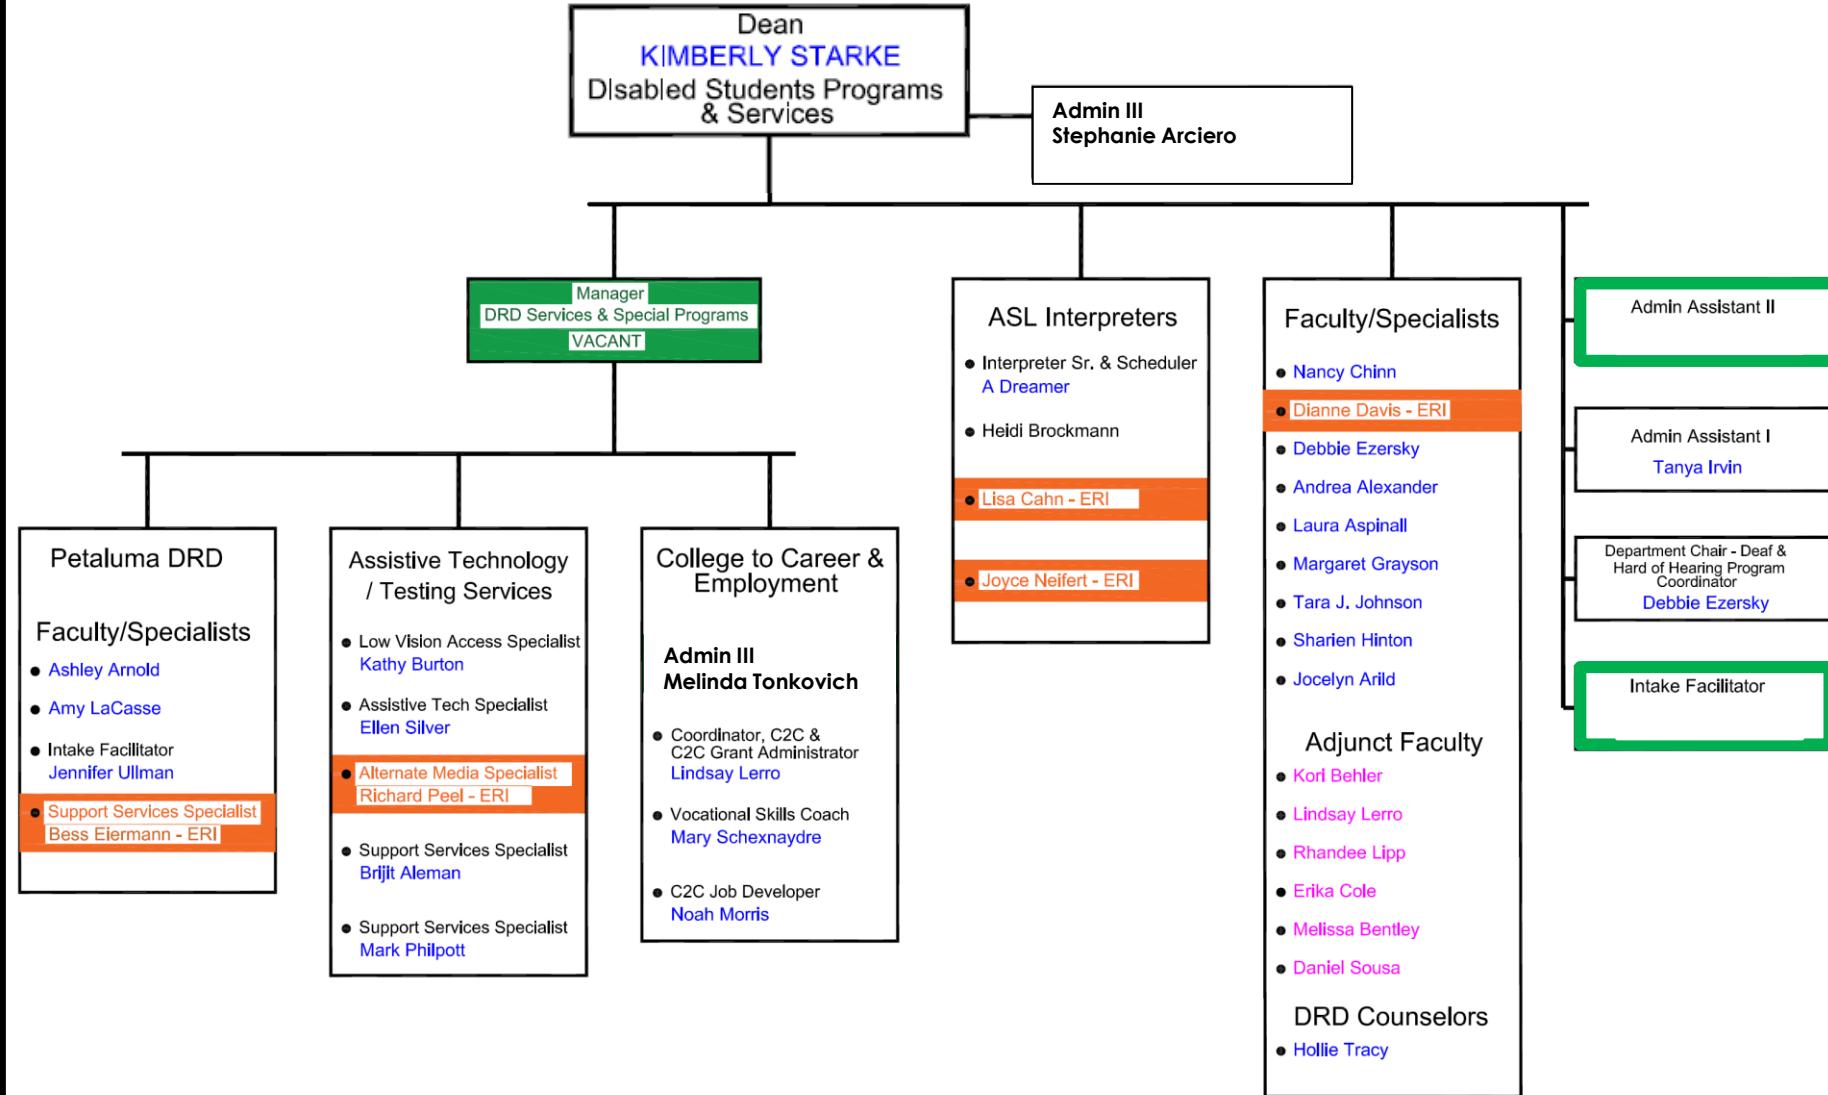 Dean
KIMBERLY STARKE
Disabled Students Programs
& Services
Admin III
Stephanie Arciero
Manager
DRD Services & Special Programs
VACANT
Petaluma DRD
Faculty/Specialists
Ashley Arnold
Amy LaCasse
Intake Facilitator
Jennifer Ullman
Support Services Specialist
Bess Eiermann - ERI
Assistive Technology
/ Testing Services
Low Vision Access Specialist
Kathy Burton
Assistive Tech Specialist
Ellen Silver
Alternate Media Specialist
Richard Peel - ERI
Support Services Specialist
Brijit Aleman
Support Services Specialist
Mark Philpott
College to Career &
Employment
Admin III
Melinda Tonkovich
Coordinator, C2C &
C2C Grant Administrator
Lindsay Lerro
Vocational Skills Coach
Mary Schexnaydre
C2C Job Developer
Noah Morris
ASL Interpreters
Interpreter Sr. & Scheduler
A Dreamer
Heidi Brockmann
Lisa Cahn - ERI
Joyce Neifert - ERI
Faculty/Specialists
Nancy Chinn
Dianne Davis - ERI
Debbie Ezersky
Andrea Alexander
Laura Aspinall
Margaret Grayson
Tara J. Johnson
Sharien Hinton
Jocelyn Arild
Adjunct Faculty
Kori Behler
Lindsay Lerro
Rhandee Lipp
Erika Cole
Melissa Bentley
Daniel Sousa
DRD Counselors
Hollie Tracy
Admin Assistant II
Admin Assistant I
Tanya Irvin
Department Chair - Deaf &
Hard of Hearing Program
Coordinator
Debbie Ezersky
Intake Facilitator